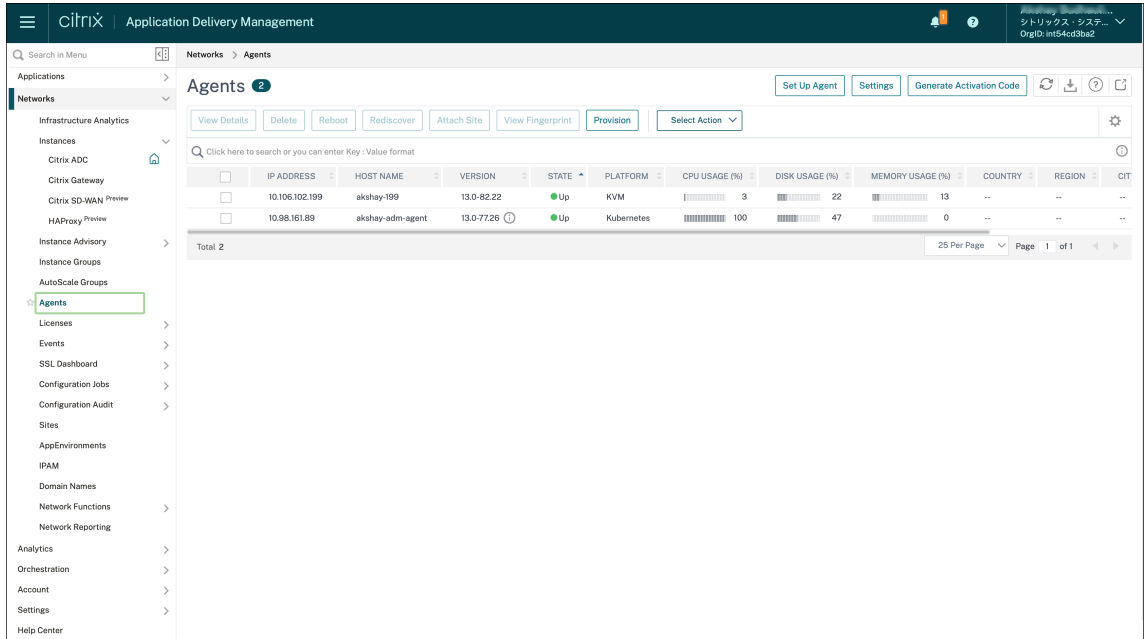 citrix | Application Delivery Management
1
シトリックス・システ...
OrgID: int54cd3ba2
Search in Menu
Networks > Agents
Applications
Networks
Infrastructure Analytics
Instances
Citrix ADC
Citrix Gateway
Citrix SD-WAN Preview
HAProxy Preview
Instance Advisory
Instance Groups
AutoScale Groups
Agents
Licenses
Events
SSL Dashboard
Configuration Jobs
Configuration Audit
Sites
AppEnvironments
IPAM
Domain Names
Network Functions
Network Reporting
Analytics
Orchestration
Account
Settings
Help Center
Agents 2
Set Up Agent Settings Generate Activation Code
View Details Delete Reboot Rediscover Attach Site View Fingerprint Provision Select Action
Click here to search or you can enter Key : Value format
IP ADDRESS HOST NAME VERSION STATE PLATFORM CPU USAGE (%) DISK USAGE (%) MEMORY USAGE (%) COUNTRY REGION CIT
10.106.102.199 akshay-199 13.0-82.22 Up KVM 3 22 13 -- -- --
10.98.161.89 akshay-adm-agent 13.0-77.26 Up Kubernetes 100 47 0 -- -- --
Total 2
25 Per Page Page 1 of 1